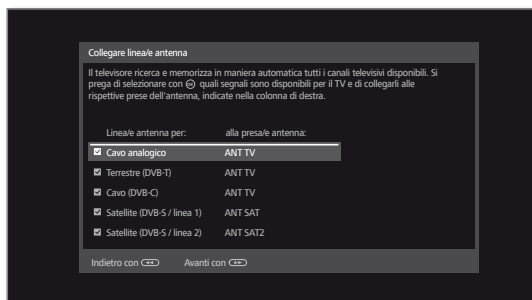 Collegare linea/e antenna
Il televisore ricerca e memorizza in maniera automatica tutti i canali televisivi disponibili. Si
prega di selezionare con OK quali segnali sono disponibili per il TV e di collegarli alle
rispettive prese dell'antenna, indicate nella colonna di destra.
Linea/e antenna per: alla presa/e antenna:
Cavo analogico ANT TV
Terrestre (DVB-T) ANT TV
Cavo (DVB-C) ANT TV
Satellite (DVB-S / linea 1) ANT SAT
Satellite (DVB-S / linea 2) ANT SAT2
Indietro con Avanti con